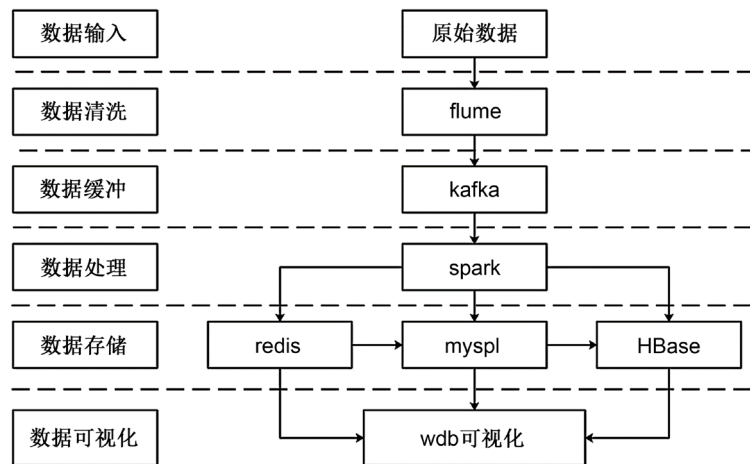 数据输入
原始数据
数据清洗
flume
数据缓冲
kafka
数据处理
spark
数据存储
redis
myspl
HBase
数据可视化
wdb可视化